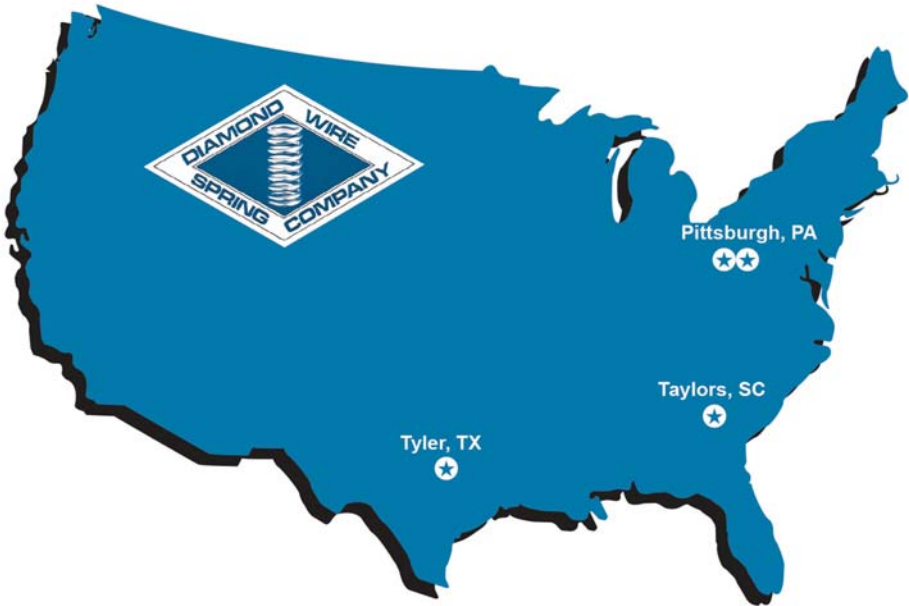 DIAMOND WIRE
SPRING COMPANY
Pittsburgh, PA
Taylors, SC
Tyler, TX